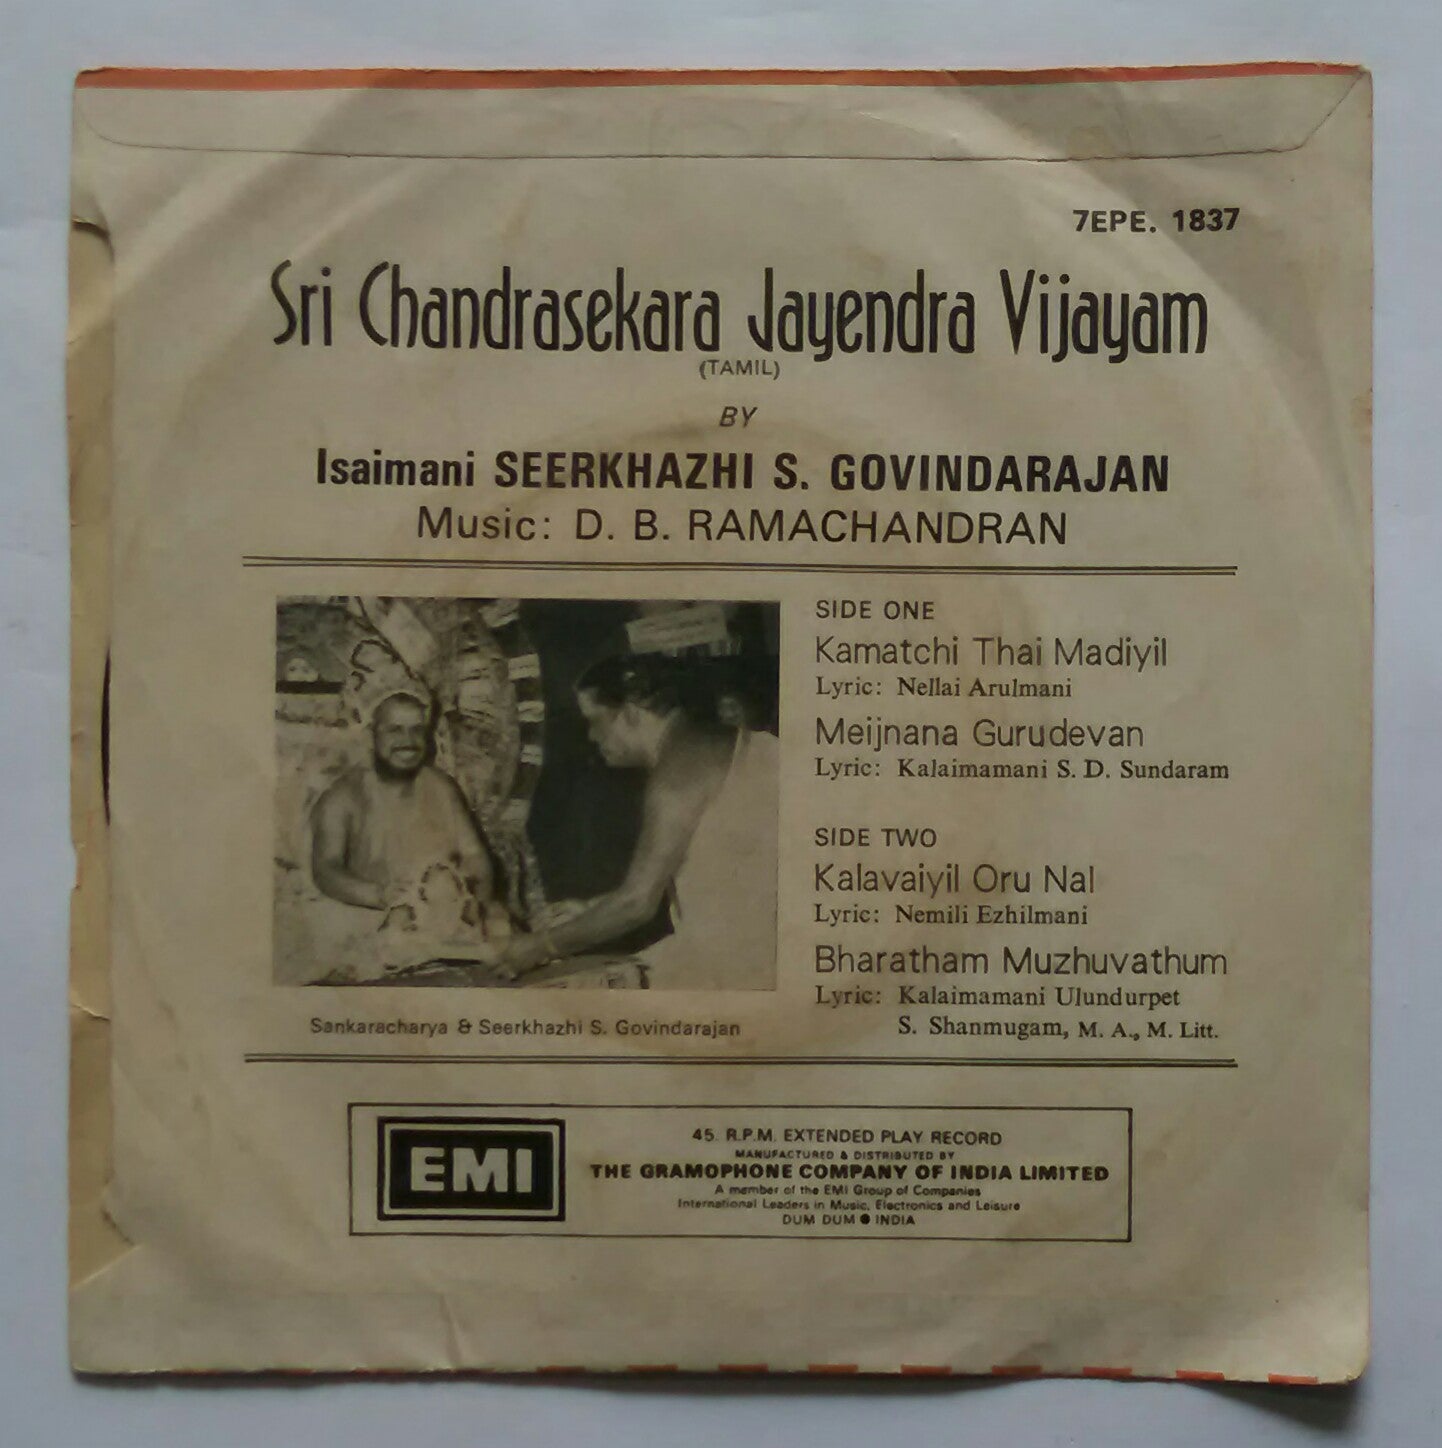 7EPE. 1837
Sri Chandrasekara Jayendra Vijayam
(TAMIL)
BY
Isaimani SEERKHAZHI S. GOVINDARAJAN
Music: D. B. RAMACHANDRAN
SIDE ONE
Kamatchi Thai Madiyil
Lyric: Nellai Arulmani
Meijnana Gurudevan
Lyric: Kalaimamani S. D. Sundaram
SIDE TWO
Kalavaiyil Oru Nal
Lyric: Nemili Ezhilmani
Bharatham Muzhuvathum
Lyric: Kalaimamani Ulundurpet
S. Shanmugam, M. A., M. Litt.
Sankaracharya & Seerkhazhi S. Govindarajan
EMI
45. R.P.M. EXTENDED PLAY RECORD
MANUFACTURED & DISTRIBUTED BY
THE GRAMOPHONE COMPANY OF INDIA LIMITED
A member of the EMI Group of Companies
International Leaders in Music, Electronics and Leisure
DUM DUM ● INDIA